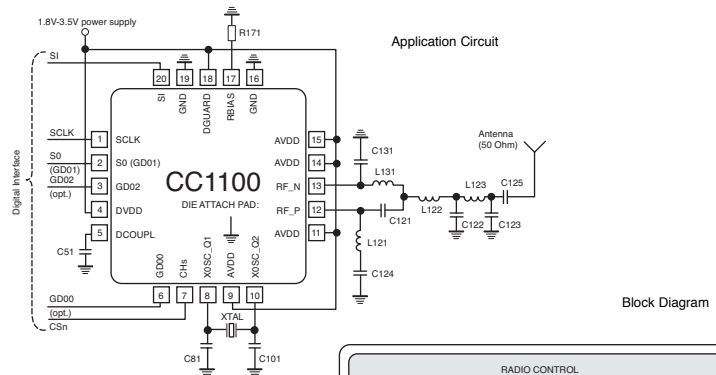 1.8V-3.5V power supply
R171
Application Circuit
SI
20 19 18 17 16
SI GND DGUARD RBIAS GND
Digital Interface
SCLK 1 SCLK
S0 (GD01) 2 S0 (GD01)
GD02 (opt.) 3 GD02
4 DVDD
5 DCOUPL
C51
CC1100
DIE ATTACH PAD:
AVDD 15
AVDD 14
RF_N 13
RF_P 12
AVDD 11
C131
L131
C121
L121
C124
L122
C122
L123
C123
C125
Antenna
(50 Ohm)
GD00 CHs X0SC_Q1 AVDD X0SC_Q2
6 7 8 9 10
GD00
(opt.)
CSn
XTAL
C81
C101
Block Diagram
RADIO CONTROL